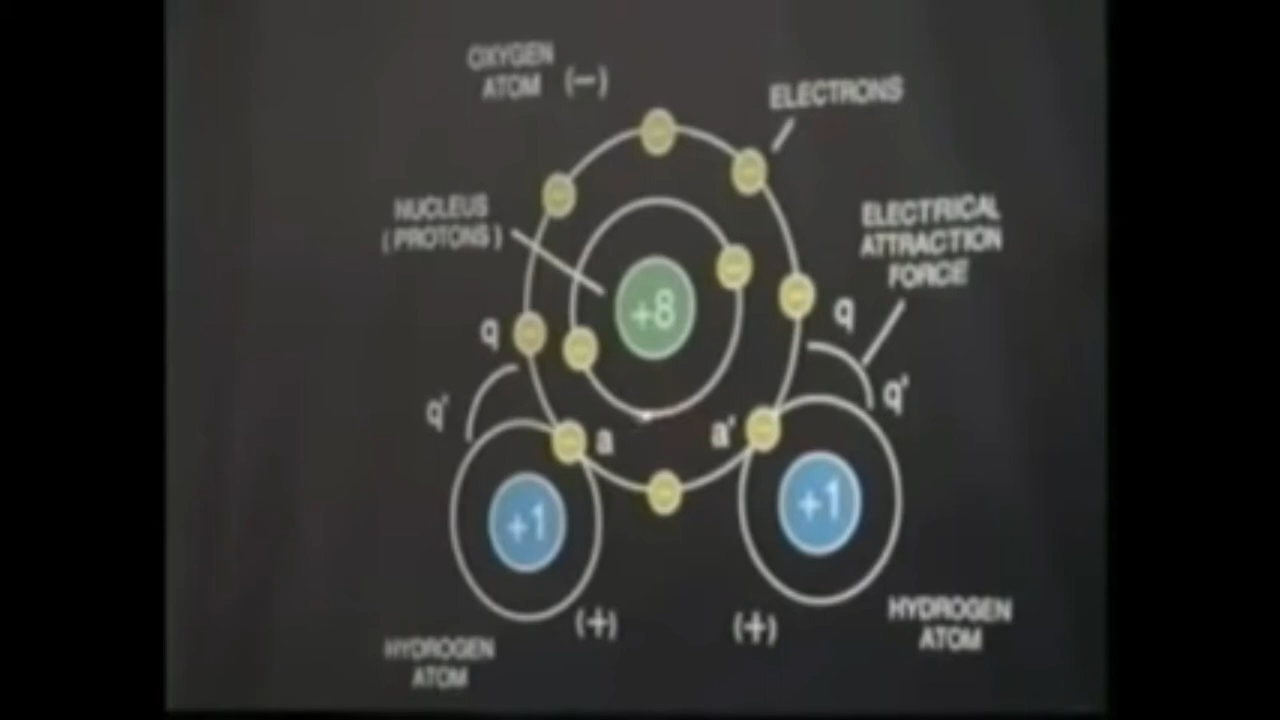 OXYGEN
ATOM (−)
ELECTRONS
NUCLEUS
(PROTONS)
ELECTRICAL
ATTRACTION
FORCE
+8
q
q
q'
q'
a
a'
+1
+1
(+)
(+)
HYDROGEN
ATOM
HYDROGEN
ATOM